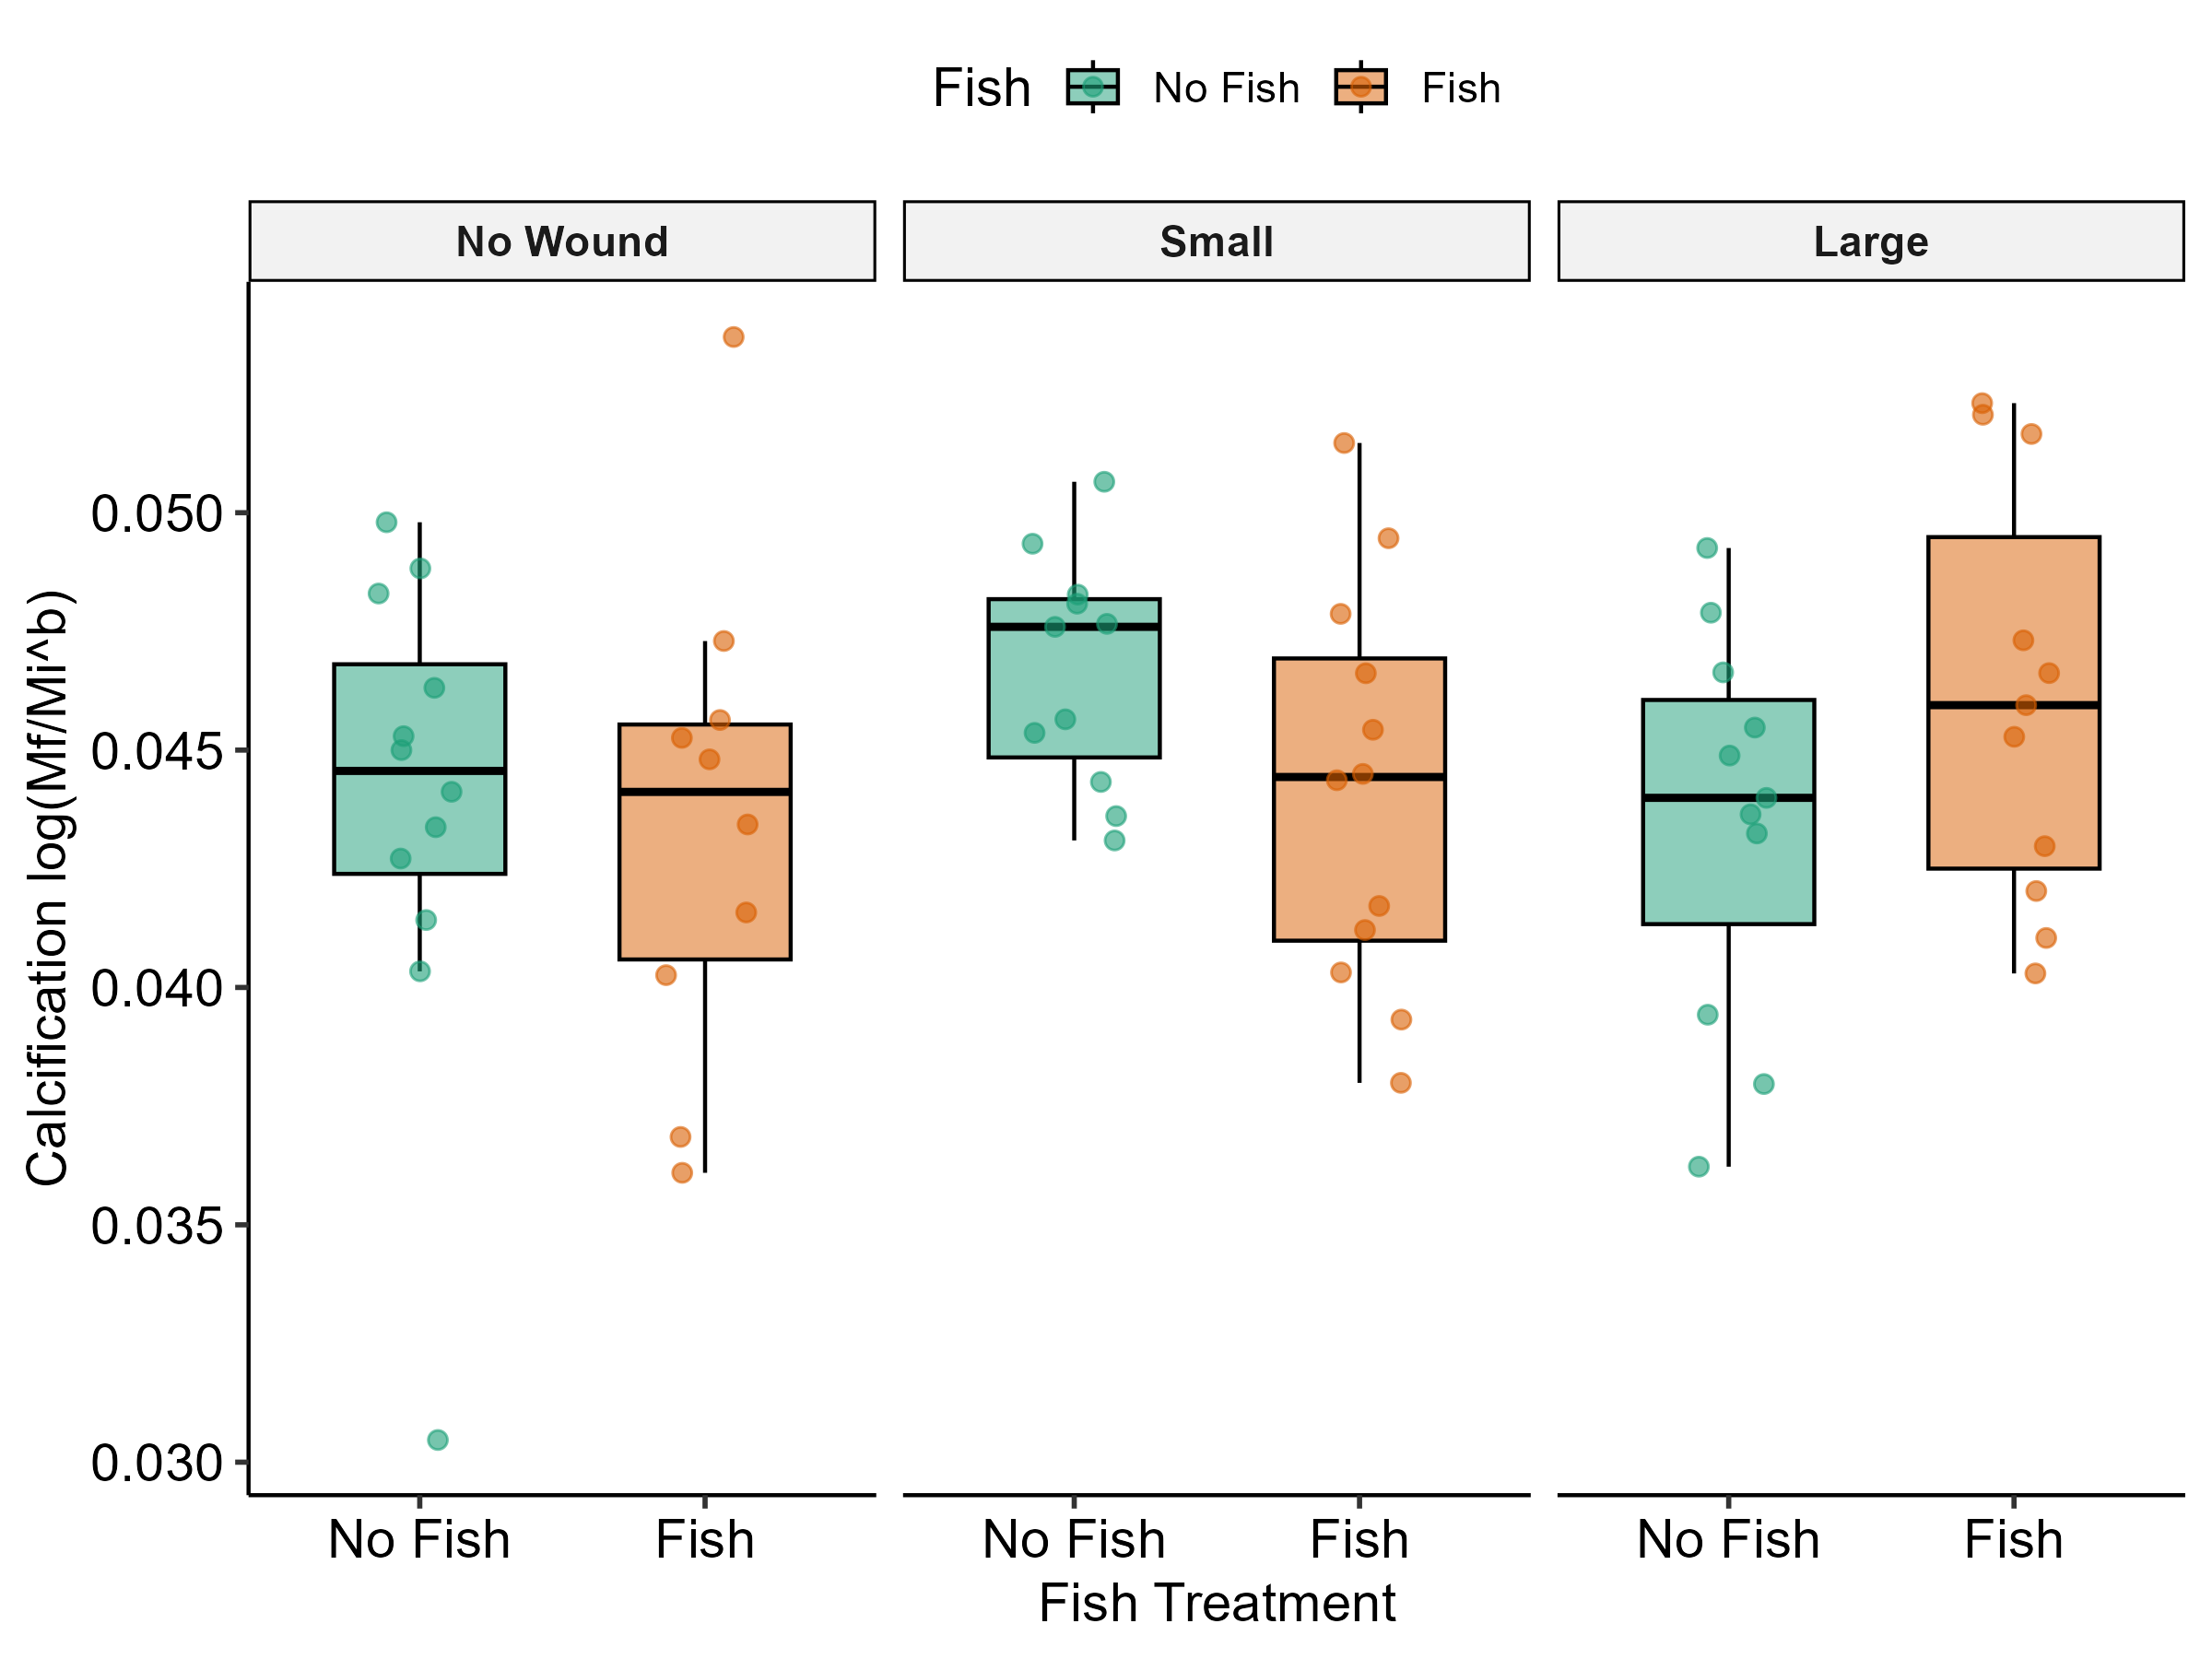 Fish No Fish Fish
No Wound Small Large
Calcification log(Mf/Mi^b)
0.050
0.045
0.040
0.035
0.030
No Fish Fish No Fish Fish No Fish Fish
Fish Treatment